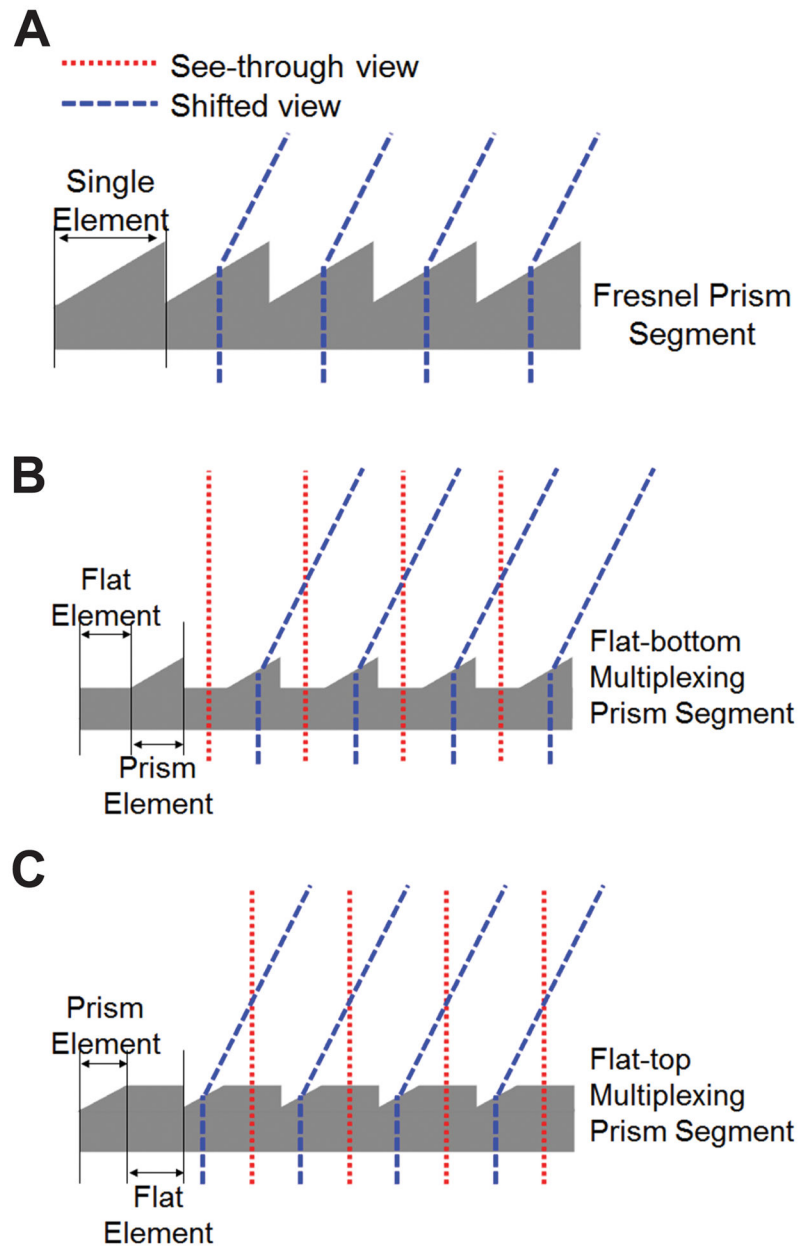 A
See-through view
Shifted view
Single
Element
Fresnel Prism
Segment
B
Flat
Element
Flat-bottom
Multiplexing
Prism Segment
Prism
Element
C
Prism
Element
Flat-top
Multiplexing
Prism Segment
Flat
Element